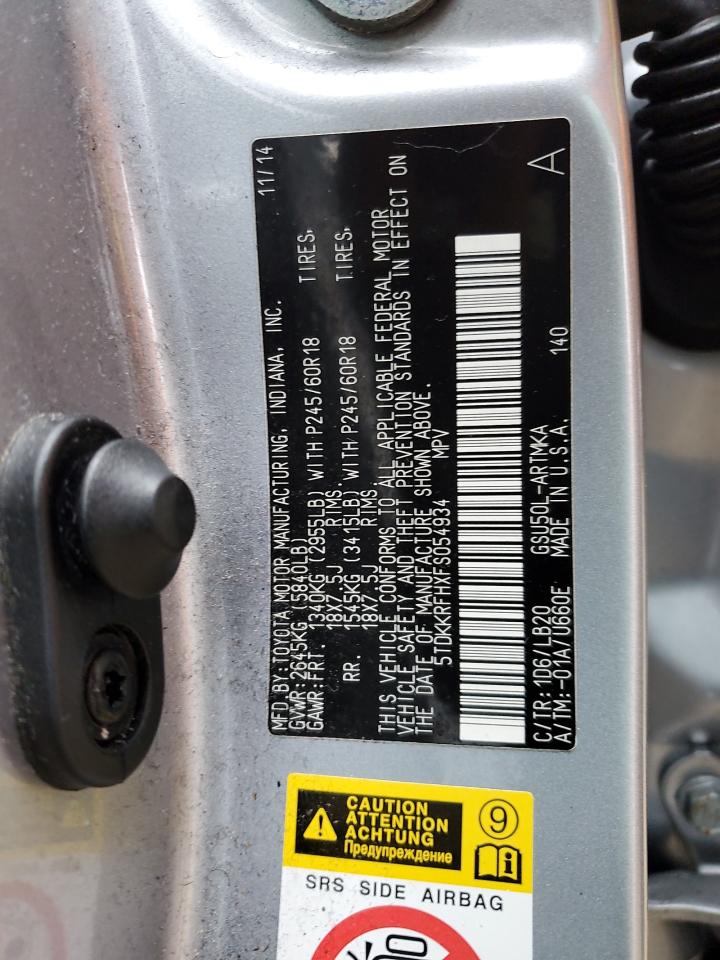 11/14
MFD.BY:TOYOTA MOTOR MANUFACTURING, INDIANA, INC.
GVWR:2645KG (5840LB)
GAWR:FRT. 1340KG (2955LB) WITH P245/60R18 TIRES,
18X7.5J RIMS,
RR. 1545KG (3415LB) WITH P245/60R18 TIRES,
18X7.5J RIMS.
THIS VEHICLE CONFORMS TO ALL APPLICABLE FEDERAL MOTOR
VEHICLE SAFETY AND THEFT PREVENTION STANDARDS IN EFFECT ON
THE DATE OF MANUFACTURE SHOWN ABOVE.
5TDKKRFHXFS054934 MPV
C/TR:1D6/LB20 GSU50L-ARTMKA 140 A
A/TM:-01A/U660E MADE IN U.S.A.
CAUTION
ATTENTION
ACHTUNG
Предупреждение
9
SRS SIDE AIRBAG